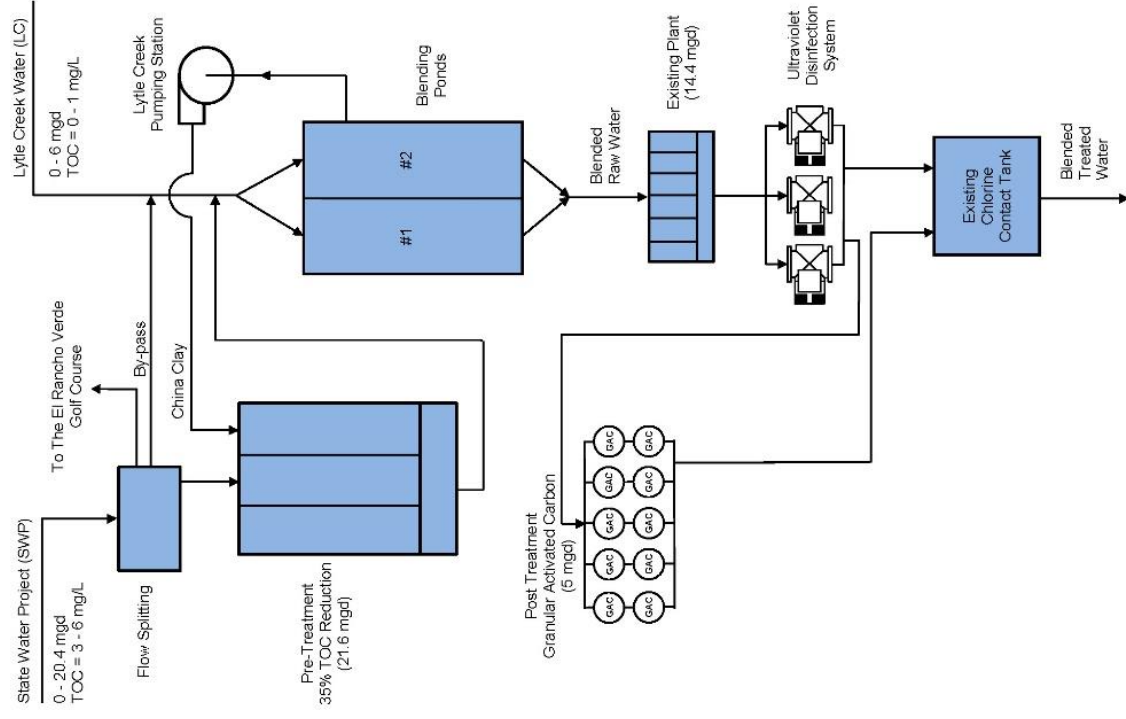 State Water Project (SWP)
0 - 20.4 mgd
TOC = 3 - 6 mg/L
Flow Splitting
To The El Rancho Verde
Golf Course
By-pass
China Clay
Pre-Treatment
35% TOC Reduction
(21.6 mgd)
Lytle Creek Water (LC)
0 - 6 mgd
TOC = 0 - 1 mg/L
Lytle Creek
Pumping Station
#1
#2
Blending
Ponds
Blended
Raw Water
Existing Plant
(14.4 mgd)
Ultraviolet
Disinfection
System
Post Treatment
Granular Activated Carbon
(5 mgd)
GAC
GAC
GAC
GAC
GAC
GAC
GAC
GAC
GAC
GAC
Existing
Chlorine
Contact Tank
Blended
Treated
Water